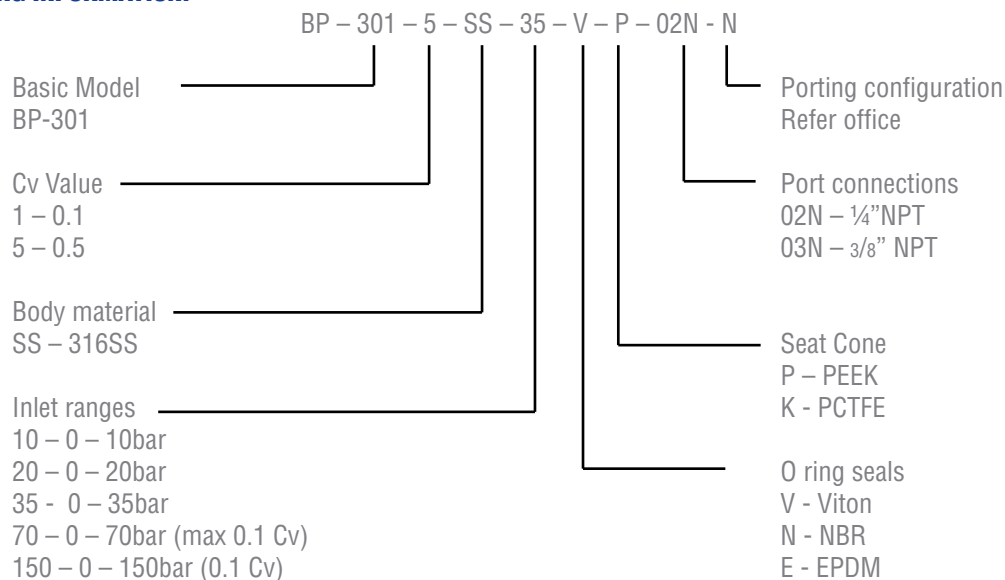 BP – 301 – 5 – SS – 35 – V – P – 02N - N
Basic Model
BP-301
Cv Value
1 – 0.1
5 – 0.5
Body material
SS – 316SS
Inlet ranges
10 – 0 – 10bar
20 – 0 – 20bar
35 - 0 – 35bar
70 – 0 – 70bar (max 0.1 Cv)
150 – 0 – 150bar (0.1 Cv)
Porting configuration
Refer office
Port connections
02N – ¼”NPT
03N – 3/8” NPT
Seat Cone
P – PEEK
K - PCTFE
O ring seals
V - Viton
N - NBR
E - EPDM